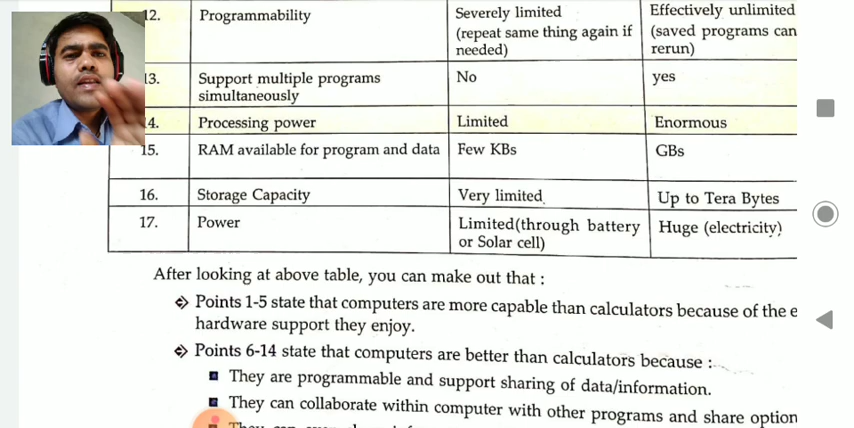 12. Programmability Severely limited Effectively unlimited
(repeat same thing again if (saved programs can
needed) rerun)
13. Support multiple programs No yes
simultaneously
4. Processing power Limited Enormous
15. RAM available for program and data Few KBs GBs
16. Storage Capacity Very limited Up to Tera Bytes
17. Power Limited(through battery Huge (electricity)
or Solar cell)
After looking at above table, you can make out that :
Points 1-5 state that computers are more capable than calculators because of the e
hardware support they enjoy.
Points 6-14 state that computers are better than calculators because :
They are programmable and support sharing of data/information.
They can collaborate within computer with other programs and share option